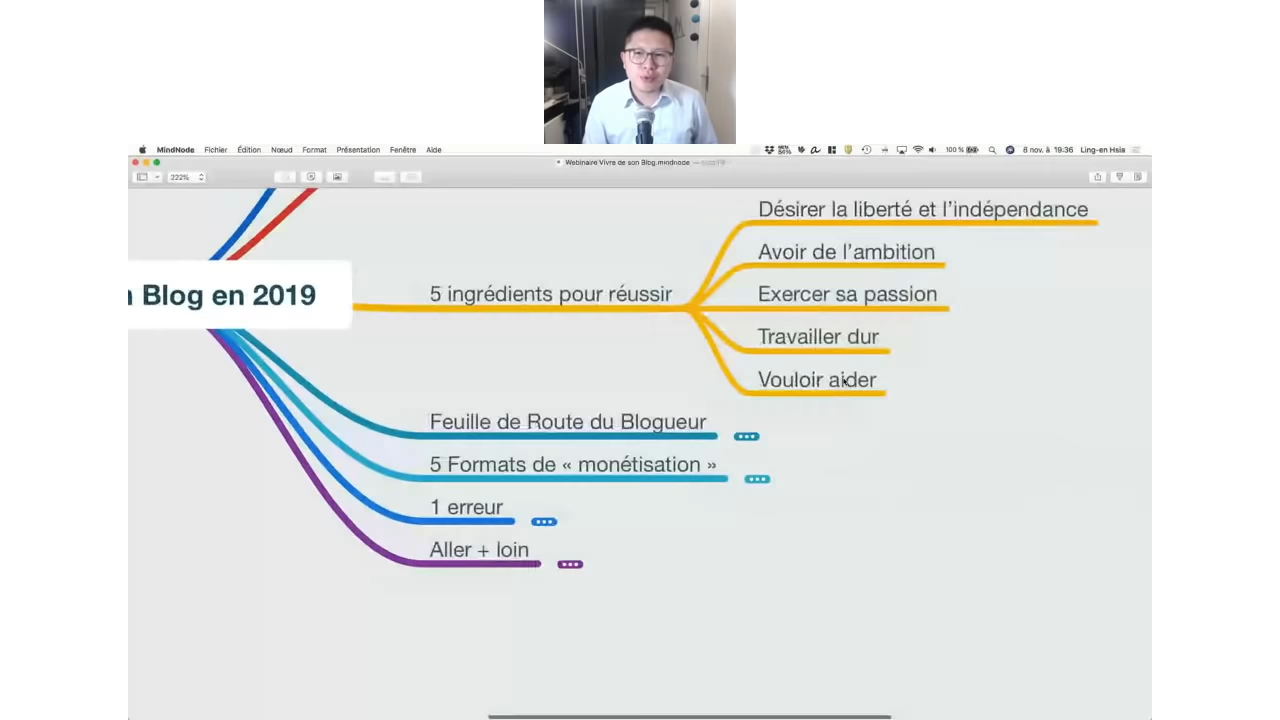 MindNode Fichier Édition Nœud Format Présentation Fenêtre Aide
100 % 8 nov. à 19:36 Ling-en Hsia
Webinaire Vivre de son Blog.mindnode
222%
Désirer la liberté et l’indépendance
Avoir de l’ambition
Blog en 2019
5 ingrédients pour réussir
Exercer sa passion
Travailler dur
Vouloir aider
Feuille de Route du Blogueur
5 Formats de « monétisation »
1 erreur
Aller + loin